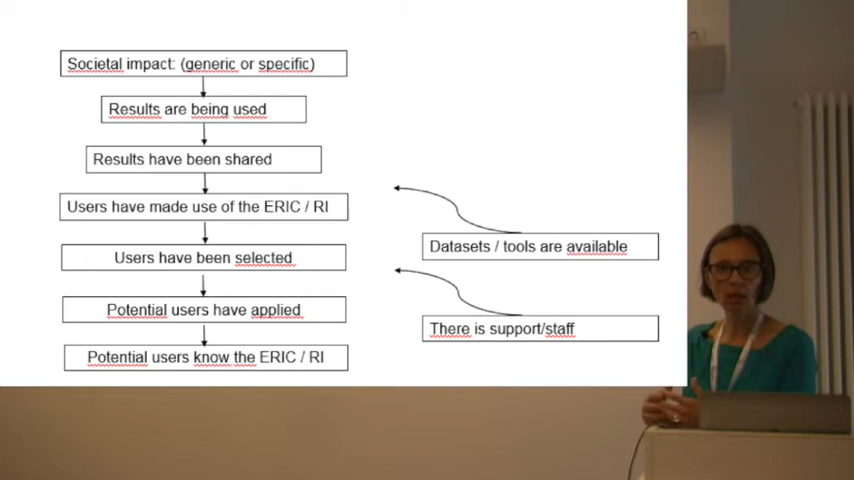 Societal impact: (generic or specific)
Results are being used
Results have been shared
Users have made use of the ERIC / RI
Users have been selected
Potential users have applied
Potential users know the ERIC / RI
Datasets / tools are available
There is support/staff